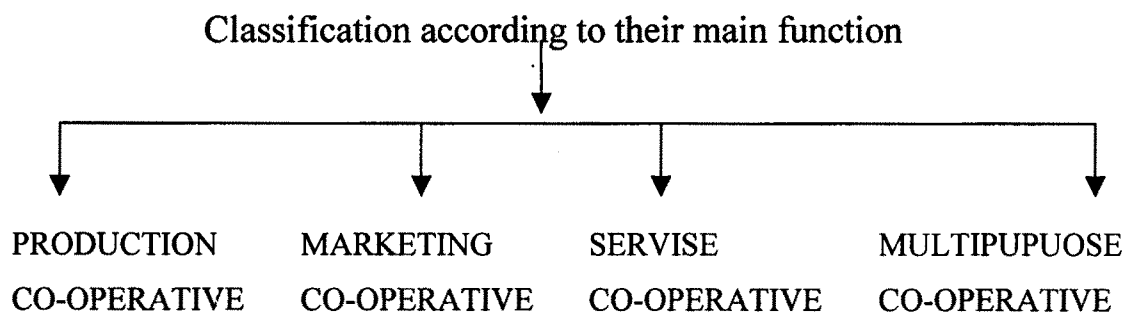 Classification according to their main function
PRODUCTION MARKETING SERVISE MULTIPUPUOSE
CO-OPERATIVE CO-OPERATIVE CO-OPERATIVE CO-OPERATIVE